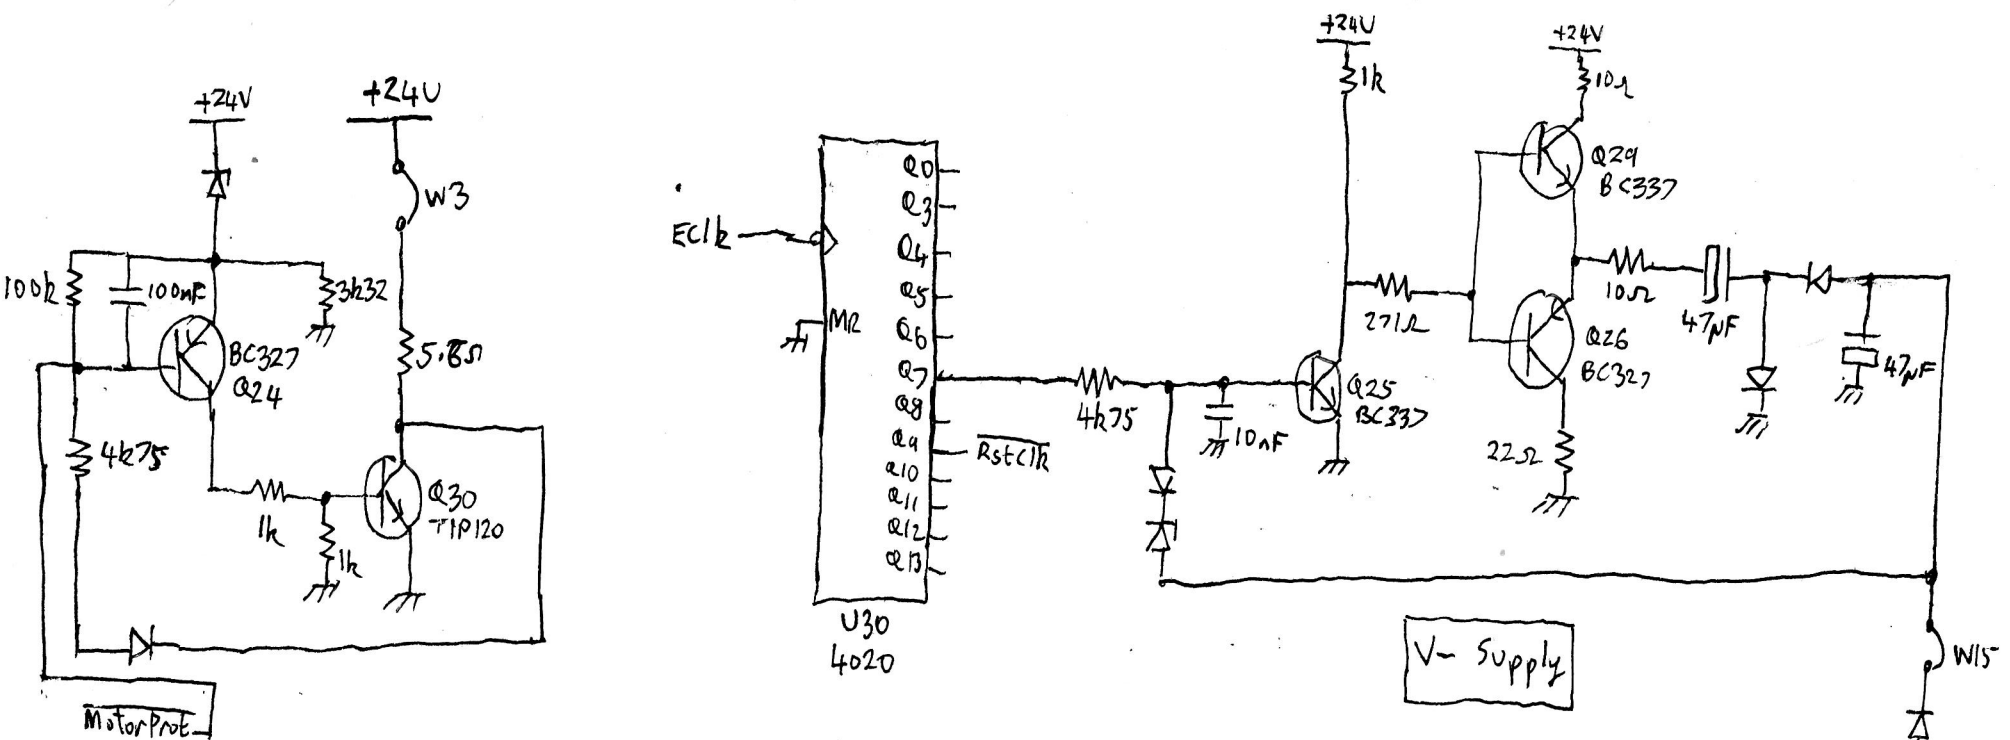 +24V
+24V
W3
100k
100nF
3k32
BC327
Q24
5.6Ω
4k75
1k
1k
Q30
TIP120
MotorProt
EClk
MR
Q0
Q3
Q4
Q5
Q6
Q7
Q8
Q9
Q10
Q11
Q12
Q13
RstClk
U30
4020
4k75
10nF
+24V
1k
Q25
BC337
271Ω
+24V
10Ω
Q29
BC337
Q26
BC327
22Ω
10Ω
47µF
47µF
V- Supply
W15